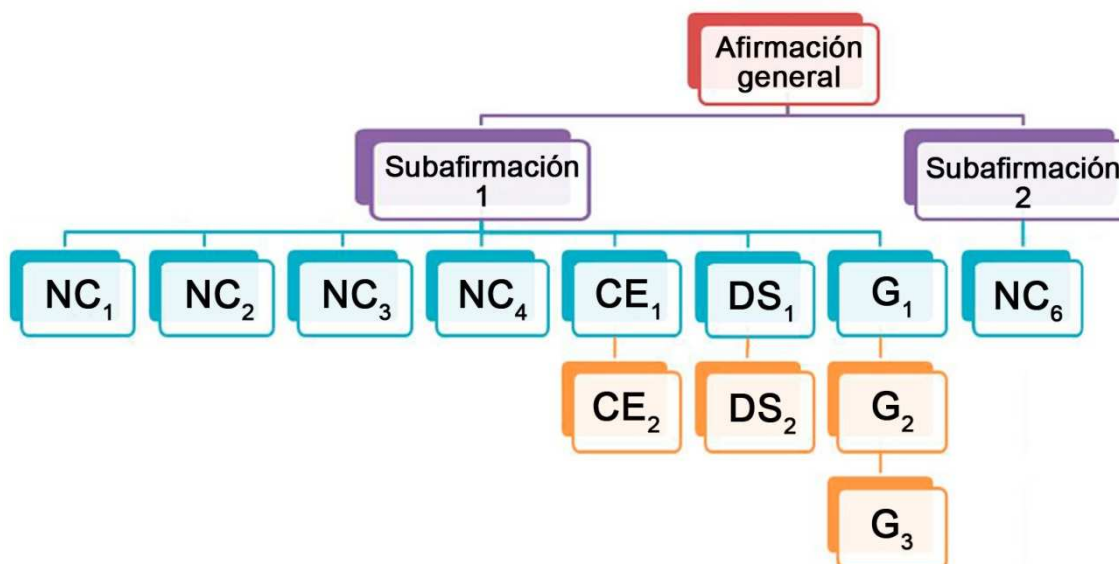 Afirmación
general
Subafirmación
1
Subafirmación
2
NC₁
NC₂
NC₃
NC₄
CE₁
DS₁
G₁
NC₆
CE₂
DS₂
G₂
G₃